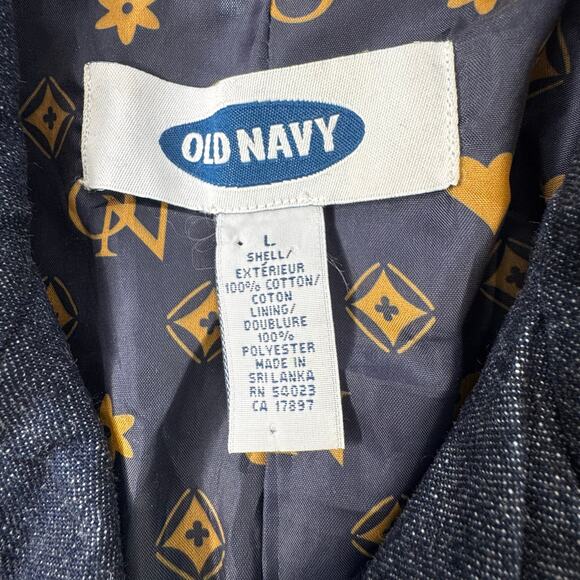 OLD NAVY
L
SHELL/
EXTÉRIEUR
100% COTTON/
COTON
LINING/
DOUBLURE
100%
POLYESTER
MADE IN
SRI LANKA
RN 54023
CA 17897
ON